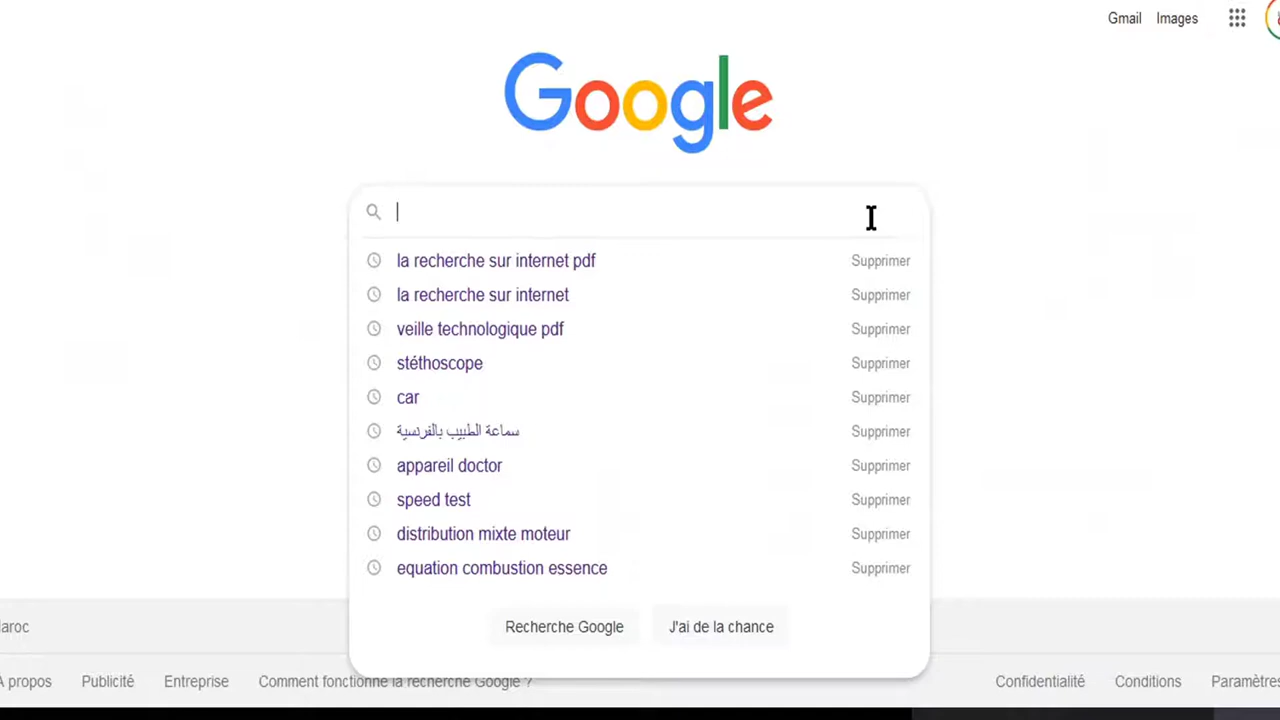 Gmail Images
Google
la recherche sur internet pdf Supprimer
la recherche sur internet Supprimer
veille technologique pdf Supprimer
stéthoscope Supprimer
car Supprimer
سماعة الطبيب بالفرنسية Supprimer
appareil doctor Supprimer
speed test Supprimer
distribution mixte moteur Supprimer
equation combustion essence Supprimer
Recherche Google J'ai de la chance
aroc
À propos Publicité Entreprise Comment fonctionne la recherche Google ? Confidentialité Conditions Paramètres